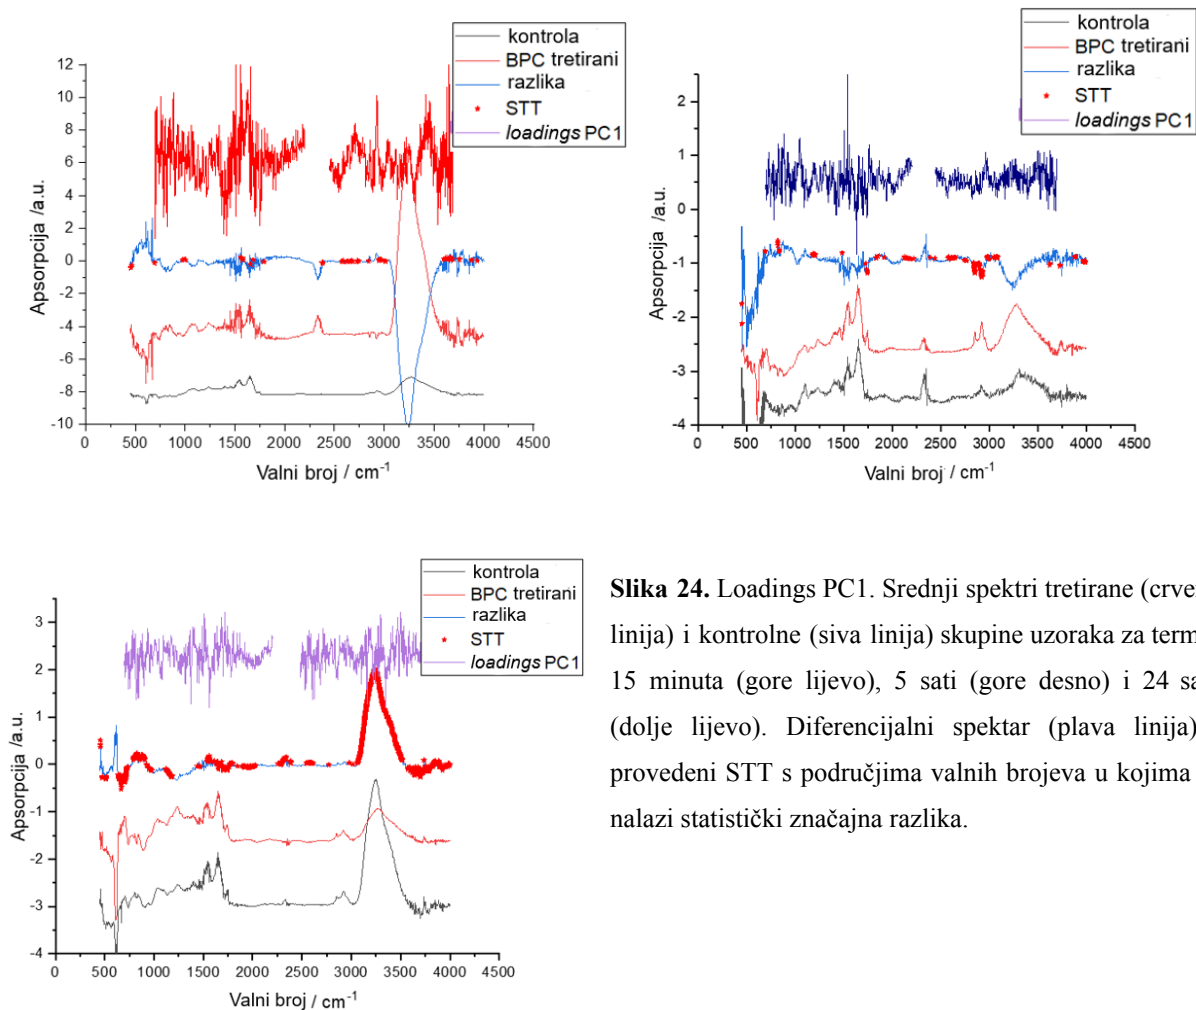 kontrola
BPC tretirani
razlika
STT
loadings PC1
12
10
8
6
4
2
0
-2
-4
-6
-8
-10
Apsorpcija /a.u.
0 500 1000 1500 2000 2500 3000 3500 4000 4500
Valni broj / cm⁻¹
kontrola
BPC tretirani
razlika
STT
loadings PC1
2
1
0
-1
-2
-3
-4
Apsorpcija /a.u.
0 500 1000 1500 2000 2500 3000 3500 4000 4500
Valni broj / cm⁻¹
kontrola
BPC tretirani
razlika
STT
loadings PC1
3
2
1
0
-1
-2
-3
-4
Apsorpcija /a.u.
0 500 1000 1500 2000 2500 3000 3500 4000 4500
Valni broj / cm⁻¹
Slika 24. Loadings PC1. Srednji spektri tretirane
linija) i kontrolne (siva linija) skupine uzoraka za
15 minuta (gore lijevo), 5 sati (gore desno) i 24
(dolje lijevo). Diferencijalni spektar (plava linija)
provedeni STT s područjima valnih brojeva u kojima
nalazi statistički značajna razlika.